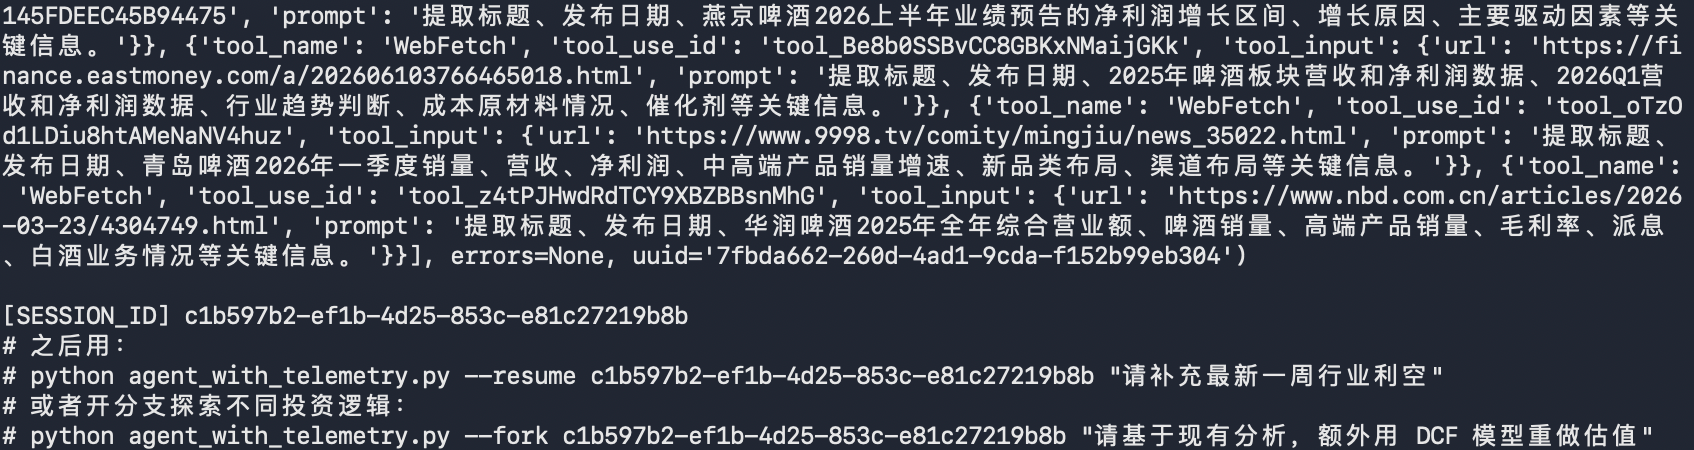 145FDEEC45B94475', 'prompt': '提取标题、发布日期、燕京啤酒2026上半年业绩预告的净利润增长区间、增长原因、主要驱动因素等关
键信息。'}}, {'tool_name': 'WebFetch', 'tool_use_id': 'tool_Be8b0SSBvCC8GBKxNMaijGKk', 'tool_input': {'url': 'https://fi
nance.eastmoney.com/a/202606103766465018.html', 'prompt': '提取标题、发布日期、2025年啤酒板块营收和净利润数据、2026Q1营
收和净利润数据、行业趋势判断、成本原材料情况、催化剂等关键信息。'}}, {'tool_name': 'WebFetch', 'tool_use_id': 'tool_oTzO
d1LDiu8htAMeNaNV4huz', 'tool_input': {'url': 'https://www.9998.tv/comity/mingjiu/news_35022.html', 'prompt': '提取标题、
发布日期、青岛啤酒2026年一季度销量、营收、净利润、中高端产品销量增速、新品类布局、渠道布局等关键信息。'}}, {'tool_name':
 'WebFetch', 'tool_use_id': 'tool_z4tPJHwdRdTCY9XBZBBsnMhG', 'tool_input': {'url': 'https://www.nbd.com.cn/articles/2026
-03-23/4304749.html', 'prompt': '提取标题、发布日期、华润啤酒2025年全年综合营业额、啤酒销量、高端产品销量、毛利率、派息
、白酒业务情况等关键信息。'}}], errors=None, uuid='7fbda662-260d-4ad1-9cda-f152b99eb304')
[SESSION_ID] c1b597b2-ef1b-4d25-853c-e81c27219b8b
# 之后用：
# python agent_with_telemetry.py --resume c1b597b2-ef1b-4d25-853c-e81c27219b8b "请补充最新一周行业利空"
# 或者开分支探索不同投资逻辑：
# python agent_with_telemetry.py --fork c1b597b2-ef1b-4d25-853c-e81c27219b8b "请基于现有分析，额外用 DCF 模型重做估值"